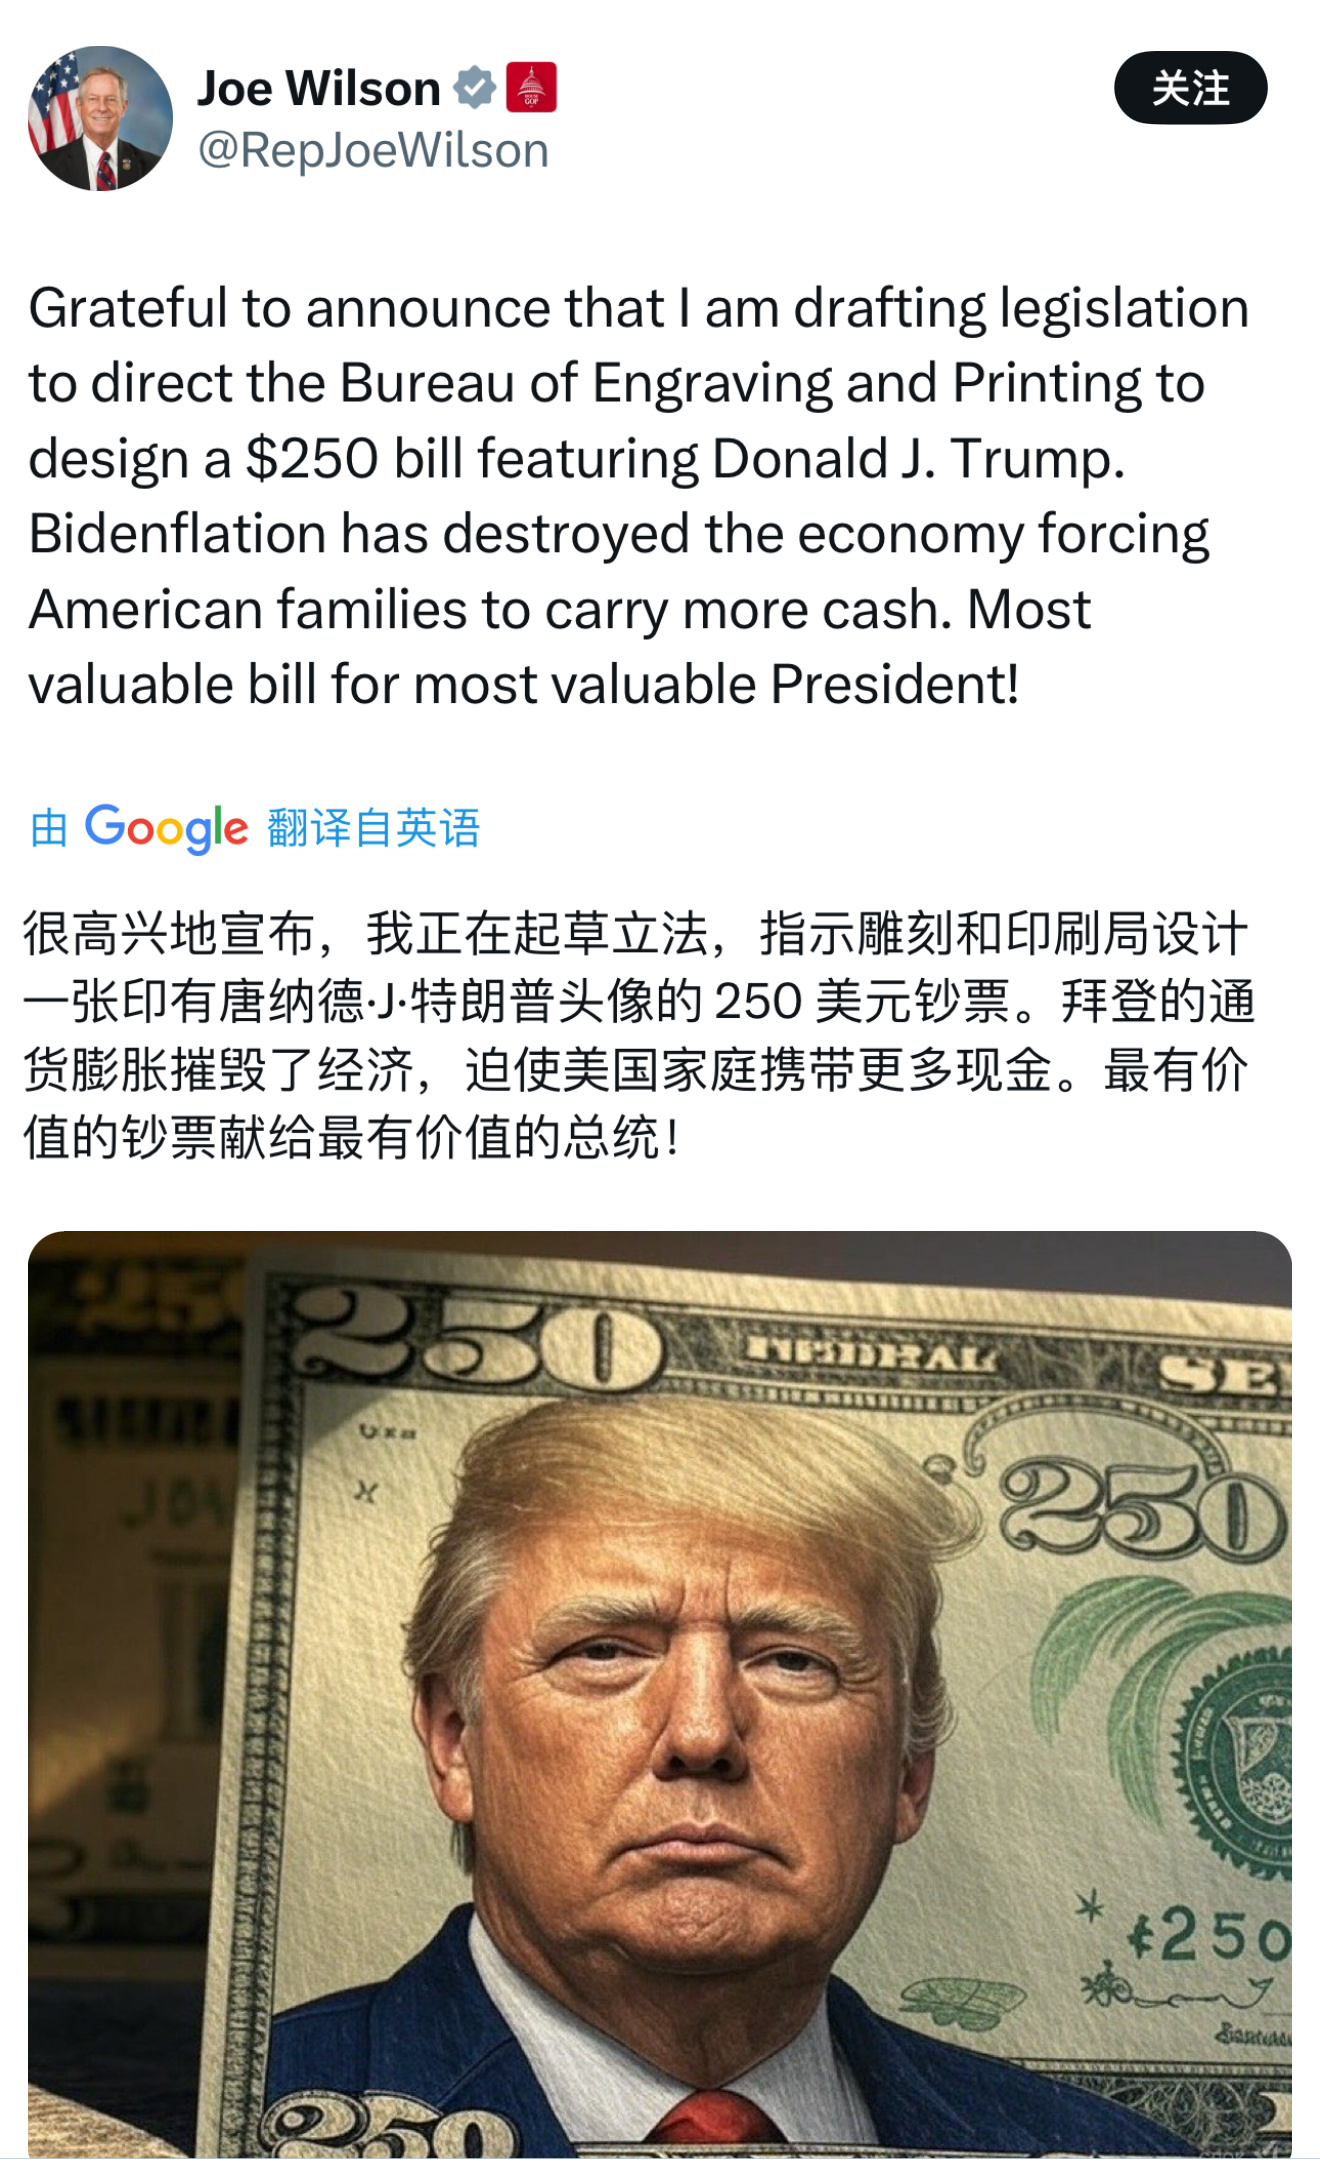 Joe Wilson
HOUSE
GOP
关注
@RepJoeWilson
Grateful to announce that I am drafting legislation
to direct the Bureau of Engraving and Printing to
design a $250 bill featuring Donald J. Trump.
Bidenflation has destroyed the economy forcing
American families to carry more cash. Most
valuable bill for most valuable President!
由 Google 翻译自英语
很高兴地宣布，我正在起草立法，指示雕刻和印刷局设计
一张印有唐纳德·J·特朗普头像的 250 美元钞票。拜登的通
货膨胀摧毁了经济，迫使美国家庭携带更多现金。最有价
值的钞票献给最有价值的总统！
250
250
250
250